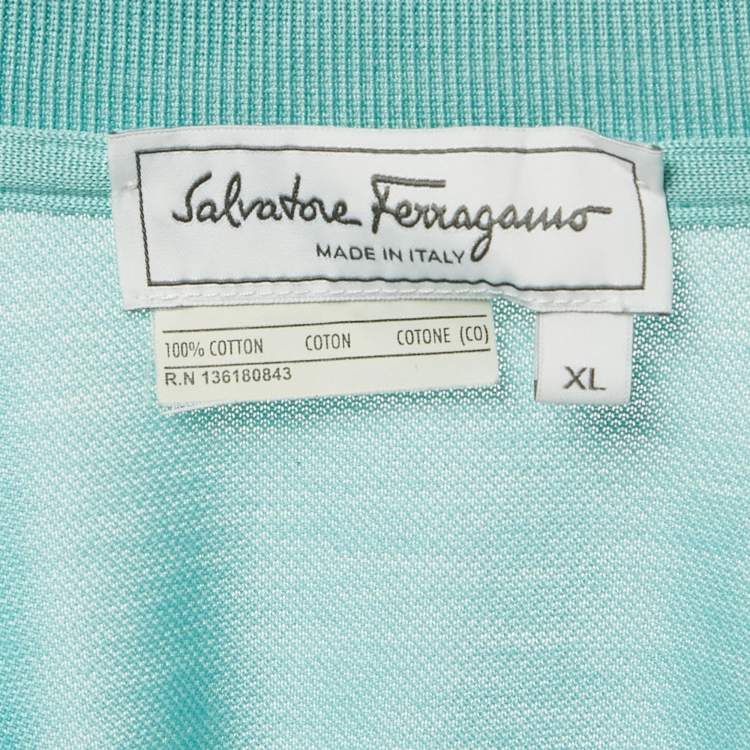 Salvatore Ferragamo
MADE IN ITALY
100% COTTON COTON COTONE (CO)
R.N 136180843
XL